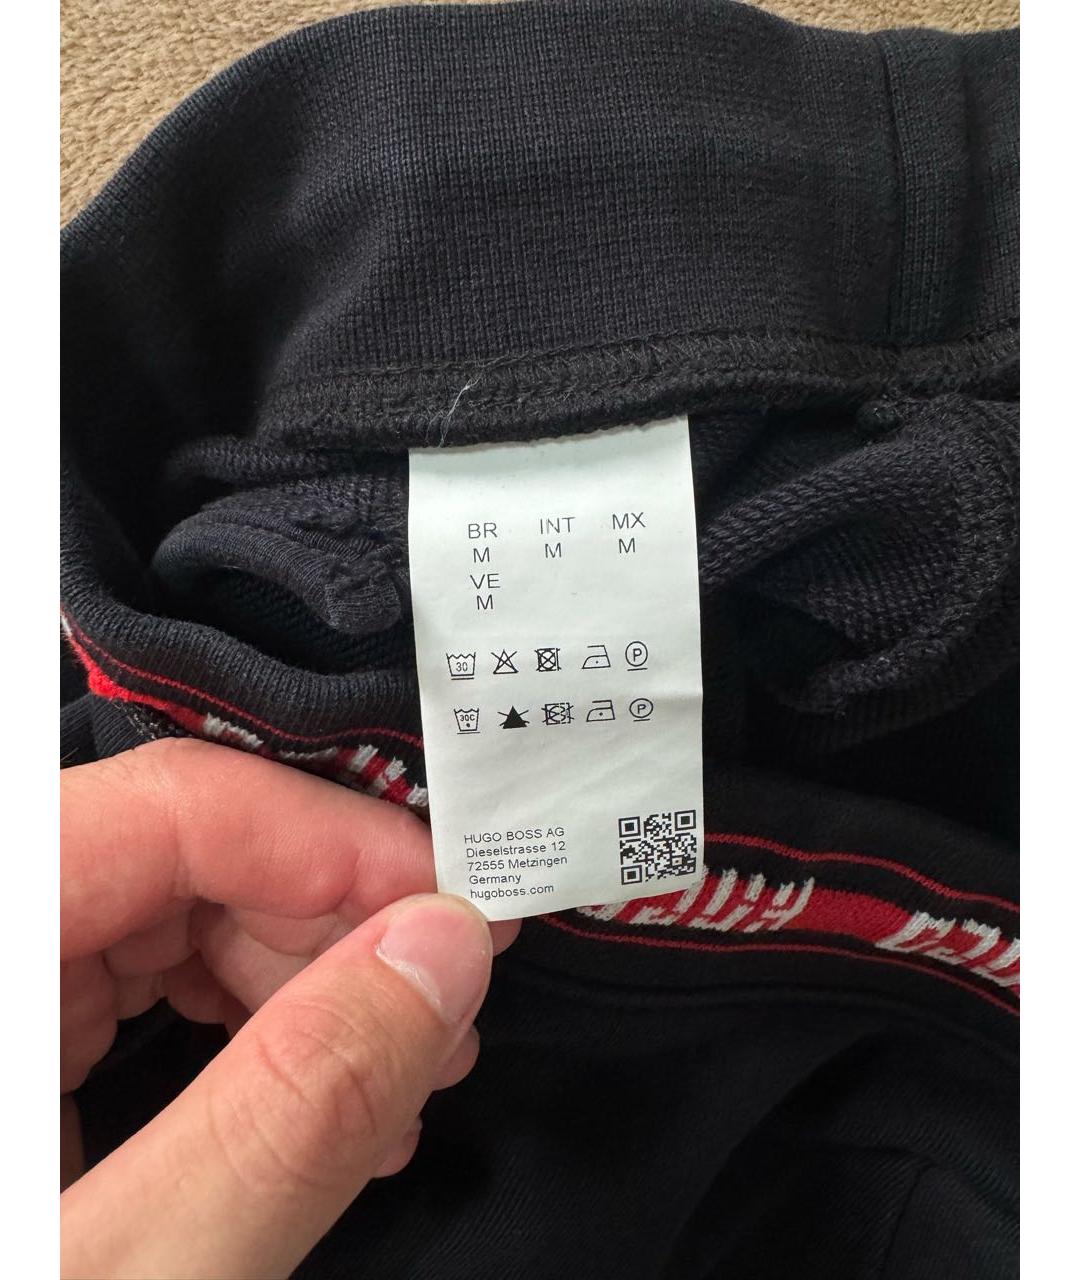 BR INT MX
M M M
VE
M
30 P
30C P
HUGO BOSS AG
Dieselstrasse 12
72555 Metzingen
Germany
hugoboss.com